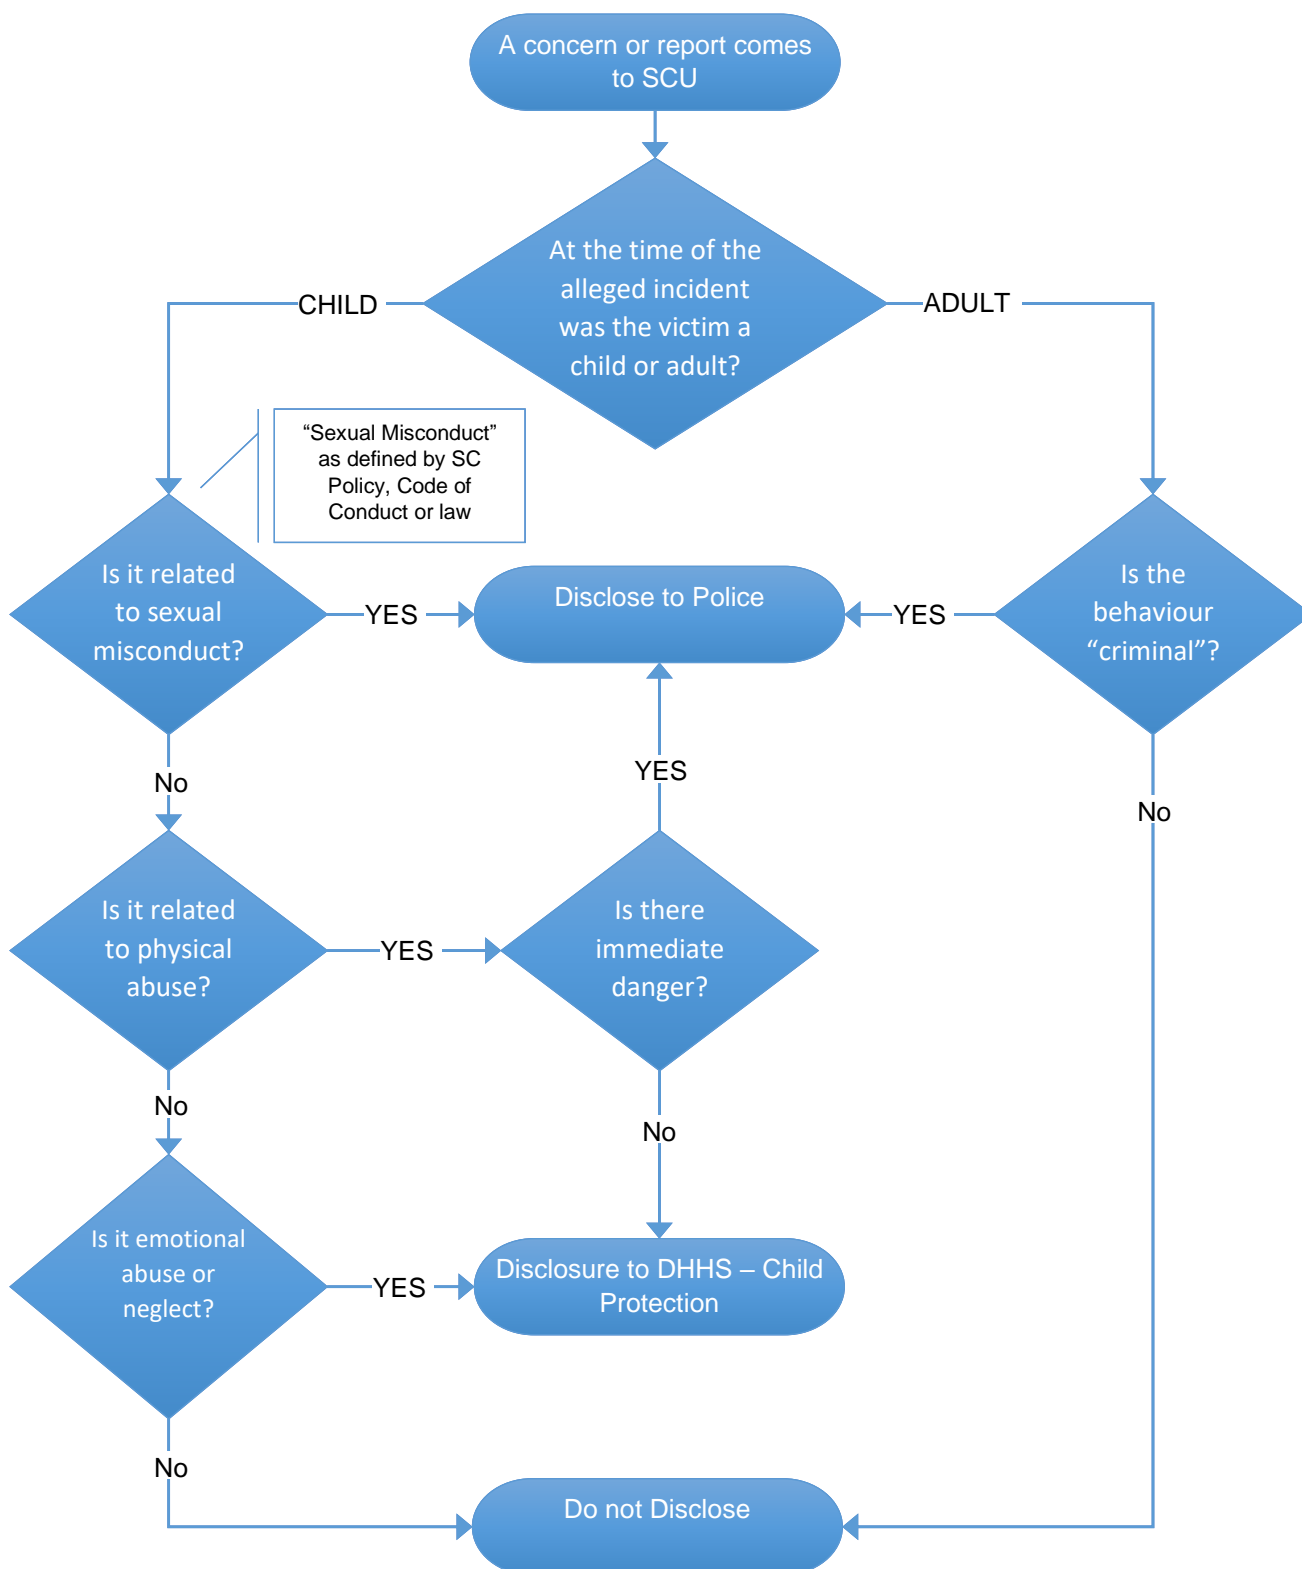 A concern or report comes
to SCU
At the time of the
alleged incident
was the victim a
child or adult?
CHILD
ADULT
“Sexual Misconduct”
as defined by SC
Policy, Code of
Conduct or law
Is it related
to sexual
misconduct?
YES
Disclose to Police
YES
Is the
behaviour
“criminal”?
No
YES
No
Is it related
to physical
abuse?
YES
Is there
immediate
danger?
No
No
Is it emotional
abuse or
neglect?
YES
Disclosure to DHHS – Child
Protection
No
Do not Disclose